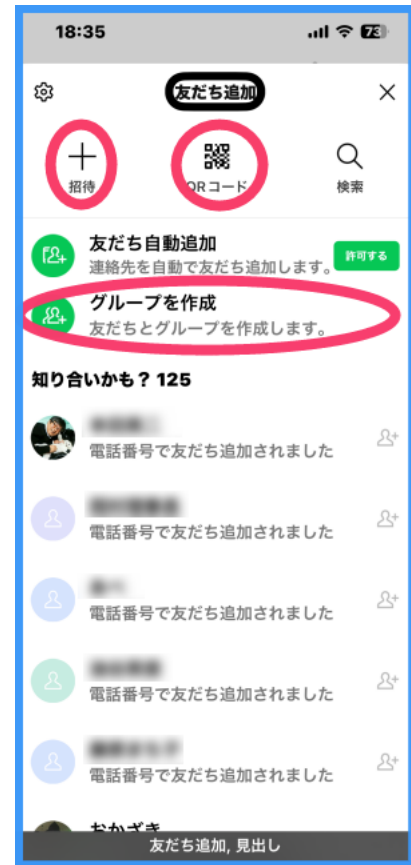 18:35
73
友だち追加
招待
QRコード
検索
友だち自動追加
連絡先を自動で友だち追加します。
許可する
グループを作成
友だちとグループを作成します。
知り合いかも? 125
電話番号で友だち追加されました
電話番号で友だち追加されました
電話番号で友だち追加されました
電話番号で友だち追加されました
電話番号で友だち追加されました
おかざき
友だち追加, 見出し